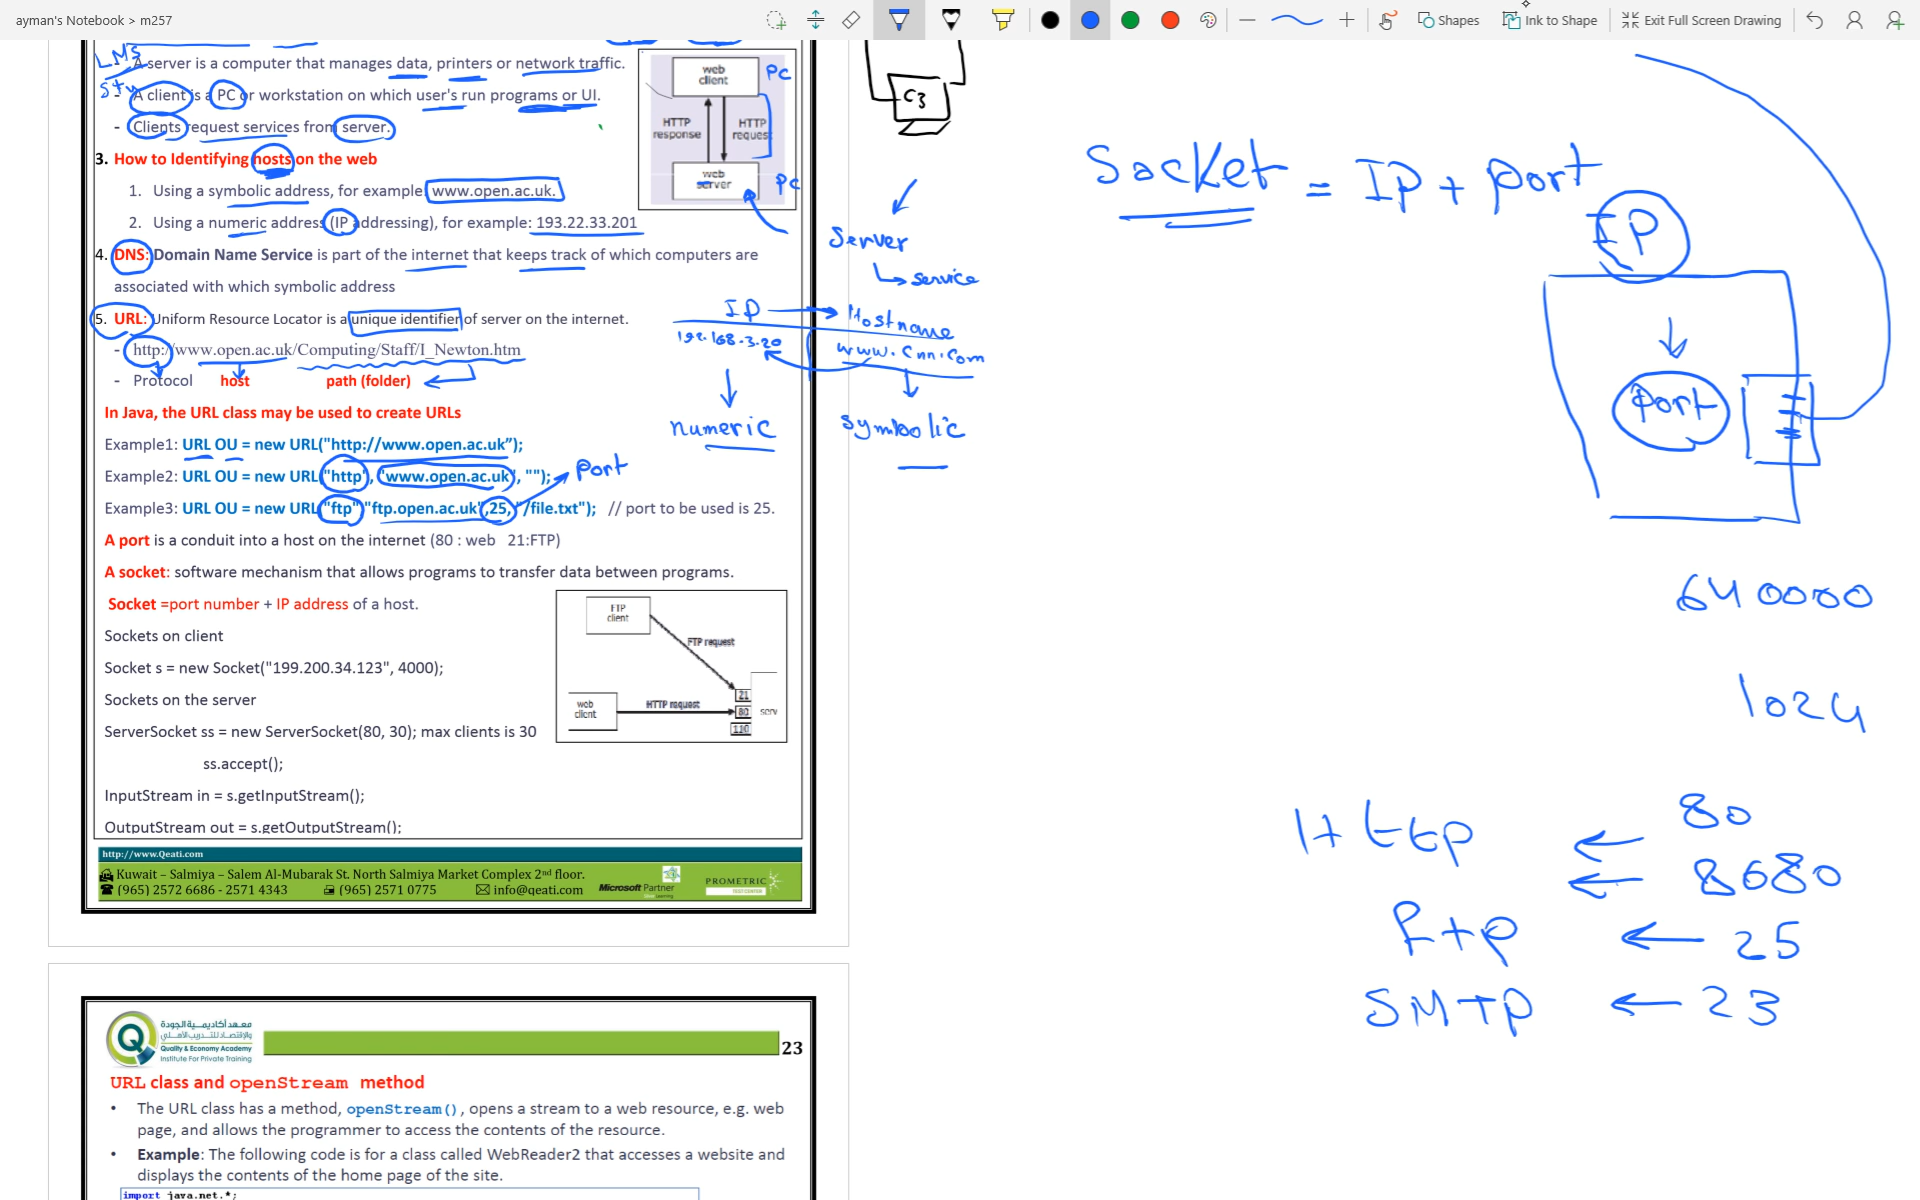 ayman's Notebook > m257
Shapes
Ink to Shape
Exit Full Screen Drawing
LMS
A server is a computer that manages data, printers or network traffic.
- A client is a PC or workstation on which user's run programs or UI.
- Clients request services from server.
web client
PC
HTTP response
HTTP request
web server
PC
C3
3. How to Identifying hosts on the web
1. Using a symbolic address, for example: www.open.ac.uk.
2. Using a numeric address (IP addressing), for example: 193.22.33.201
4. DNS: Domain Name Service is part of the internet that keeps track of which computers are
associated with which symbolic address
5. URL: Uniform Resource Locator is a unique identifier of server on the internet.
- http://www.open.ac.uk/Computing/Staff/I_Newton.htm
- Protocol host path (folder)
In Java, the URL class may be used to create URLs
Example1: URL OU = new URL("http://www.open.ac.uk”);
Example2: URL OU = new URL("http", "www.open.ac.uk", "");
Port
Example3: URL OU = new URL("ftp" "ftp.open.ac.uk",25, "/file.txt"); // port to be used is 25.
A port is a conduit into a host on the internet (80 : web 21:FTP)
A socket: software mechanism that allows programs to transfer data between programs.
Socket =port number + IP address of a host.
Sockets on client
Socket s = new Socket("199.200.34.123", 4000);
Sockets on the server
ServerSocket ss = new ServerSocket(80, 30); max clients is 30
ss.accept();
InputStream in = s.getInputStream();
OutputStream out = s.getOutputStream();
FTP client
FTP request
web client
HTTP request
21
80
110
serv
Server
service
IP
Hostname
192.168.3.20
www.cnn.com
numeric
symbolic
Socket = IP + Port
IP
Port
640000
1024
Http
80
8080
Ftp
25
SMTP
23
http://www.Qeati.com
Kuwait – Salmiya – Salem Al-Mubarak St. North Salmiya Market Complex 2nd floor.
(965) 2572 6686 - 2571 4343 (965) 2571 0775 info@qeati.com
Microsoft Partner
PROMETRIC
TEST CENTER
معهد أكاديمية الجودة
والاقتصاد للتدريب الأهلي
Quality & Economy Academy
Institute For Private Training
23
URL class and openStream method
• The URL class has a method, openStream(), opens a stream to a web resource, e.g. web
page, and allows the programmer to access the contents of the resource.
• Example: The following code is for a class called WebReader2 that accesses a website and
displays the contents of the home page of the site.
import java.net.*;